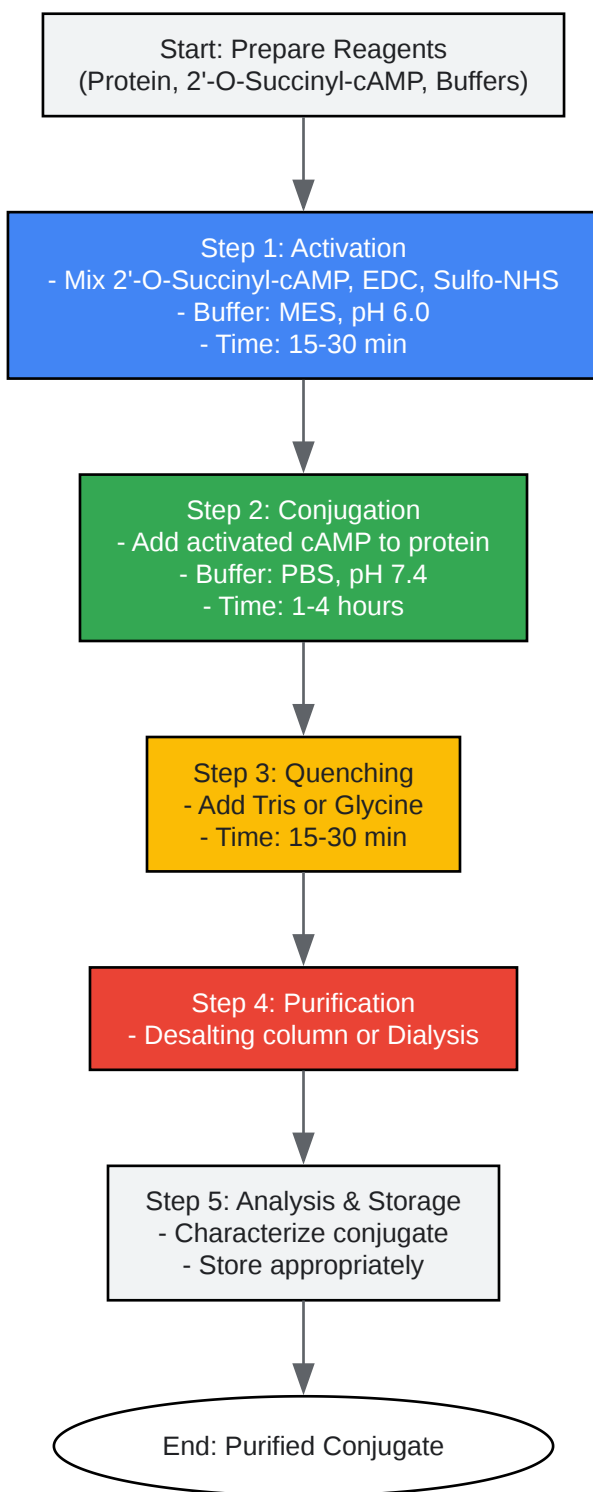 Start: Prepare Reagents
(Protein, 2'-O-Succinyl-cAMP, Buffers)
Step 1: Activation
- Mix 2'-O-Succinyl-cAMP, EDC, Sulfo-NHS
- Buffer: MES, pH 6.0
- Time: 15-30 min
Step 2: Conjugation
- Add activated cAMP to protein
- Buffer: PBS, pH 7.4
- Time: 1-4 hours
Step 3: Quenching
- Add Tris or Glycine
- Time: 15-30 min
Step 4: Purification
- Desalting column or Dialysis
Step 5: Analysis & Storage
- Characterize conjugate
- Store appropriately
End: Purified Conjugate